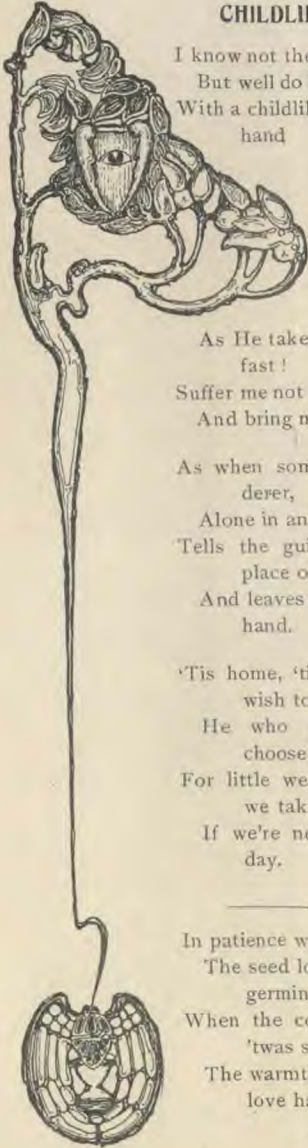 CHILDLI
I know not the
But well do
With a childlik
hand
As He take
fast !
Suffer me not
And bring m
As when som
derer,
Alone in an
Tells the gui
place o
And leaves
hand.
'Tis home, 'ti
wish to
He who
choose
For little we
we tak
If we're ne
day.
In patience w
The seed lo
germin
When the co
'twas s
The warmt
love ha